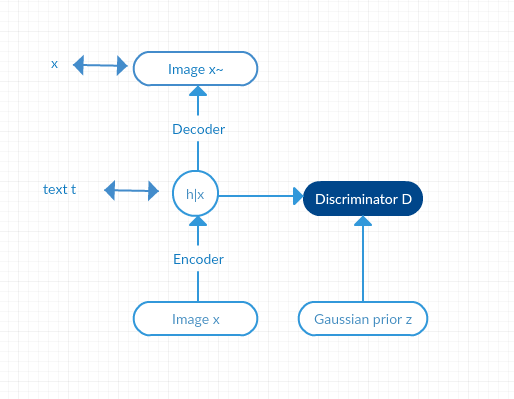 x
Image x~
Decoder
text t
h|x
Discriminator D
Encoder
Image x
Gaussian prior z